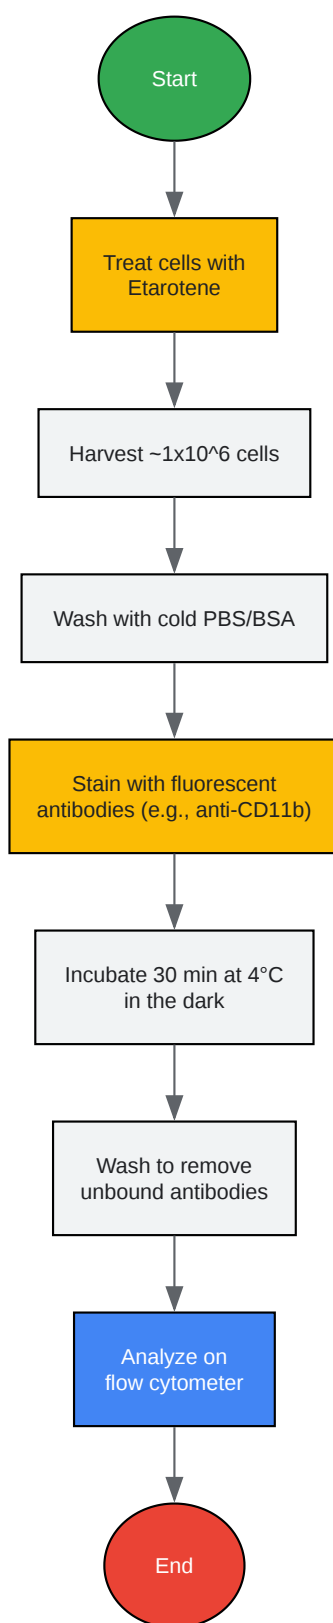 Start
Treat cells with
Etarotene
Harvest ~1x10^6 cells
Wash with cold PBS/BSA
Stain with fluorescent
antibodies (e.g., anti-CD11b)
Incubate 30 min at 4°C
in the dark
Wash to remove
unbound antibodies
Analyze on
flow cytometer
End